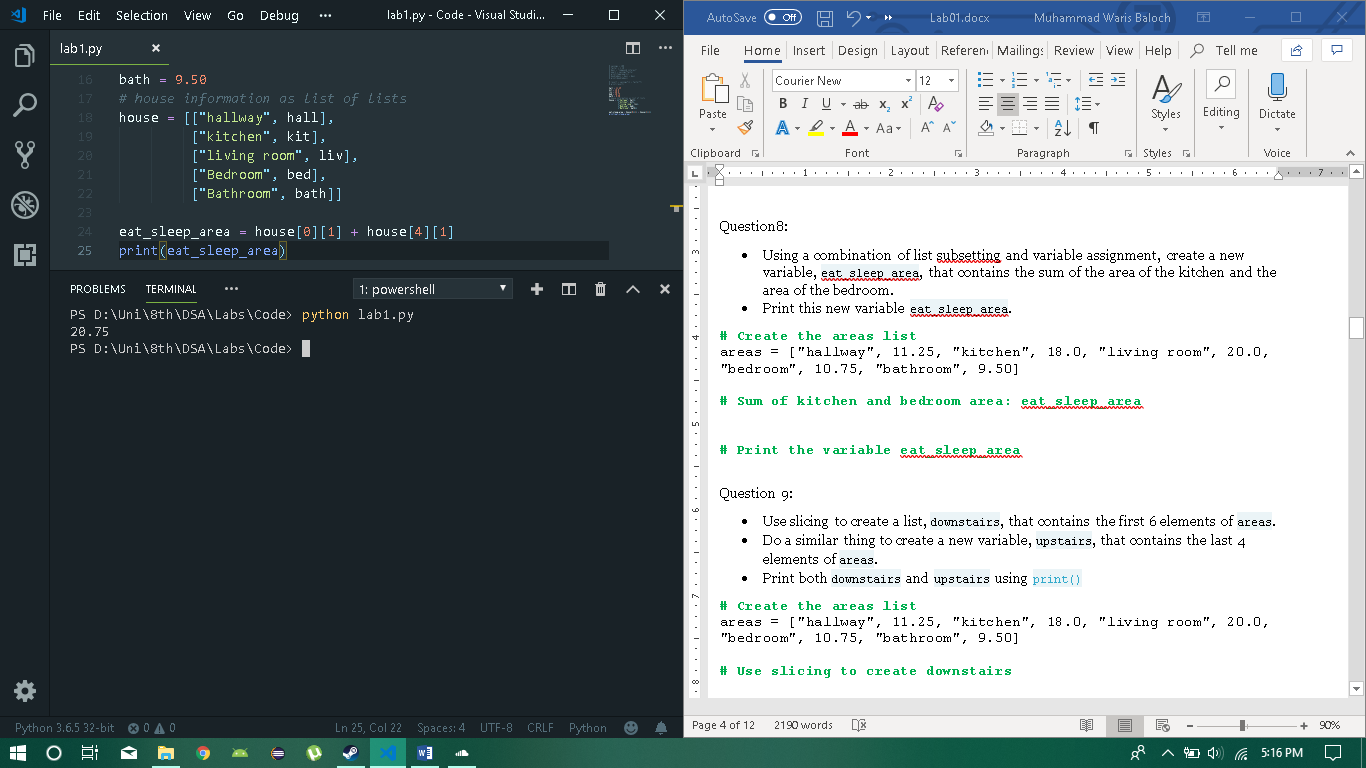 File Edit Selection View Go Debug ··· lab1.py - Code - Visual Studi...
lab1.py
16 bath = 9.50
17 # house information as list of lists
18 house = [["hallway", hall],
19 ["kitchen", kit],
20 ["living room", liv],
21 ["Bedroom", bed],
22 ["Bathroom", bath]]
23
24 eat_sleep_area = house[0][1] + house[4][1]
25 print(eat_sleep_area)
PROBLEMS TERMINAL ··· 1: powershell
PS D:\Uni\8th\DSA\Labs\Code> python lab1.py
20.75
PS D:\Uni\8th\DSA\Labs\Code>
Python 3.6.5 32-bit 0 0 Ln 25, Col 22 Spaces: 4 UTF-8 CRLF Python
AutoSave Off Lab01.docx Muhammad Waris Baloch
File Home Insert Design Layout Referen Mailings Review View Help Tell me
Courier New 12
Paste
B I U ab x₂ x²
A A Aa A A
Styles Editing Dictate
Clipboard Font Paragraph Styles Voice
1 2 3 4 5 6 7
Question8:
• Using a combination of list subsetting and variable assignment, create a new
variable, eat_sleep_area, that contains the sum of the area of the kitchen and the
area of the bedroom.
• Print this new variable eat_sleep_area.
# Create the areas list
areas = ["hallway", 11.25, "kitchen", 18.0, "living room", 20.0,
"bedroom", 10.75, "bathroom", 9.50]
# Sum of kitchen and bedroom area: eat_sleep_area
# Print the variable eat_sleep_area
Question 9:
• Use slicing to create a list, downstairs, that contains the first 6 elements of areas.
• Do a similar thing to create a new variable, upstairs, that contains the last 4
elements of areas.
• Print both downstairs and upstairs using print()
# Create the areas list
areas = ["hallway", 11.25, "kitchen", 18.0, "living room", 20.0,
"bedroom", 10.75, "bathroom", 9.50]
# Use slicing to create downstairs
Page 4 of 12 2190 words 90%
5:16 PM